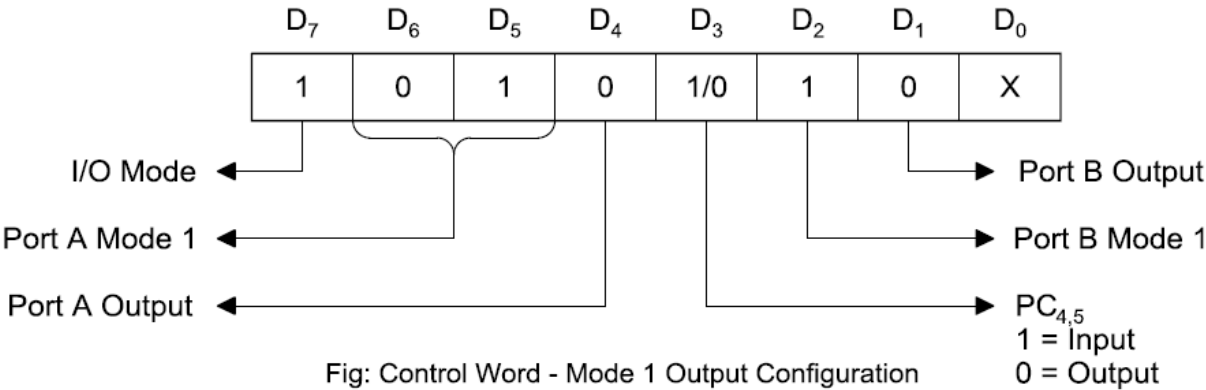 D₇ D₆ D₅ D₄ D₃ D₂ D₁ D₀
1 0 1 0 1/0 1 0 X
I/O Mode
Port B Output
Port A Mode 1
Port B Mode 1
Port A Output
PC₄,₅
1 = Input
0 = Output
Fig: Control Word - Mode 1 Output Configuration